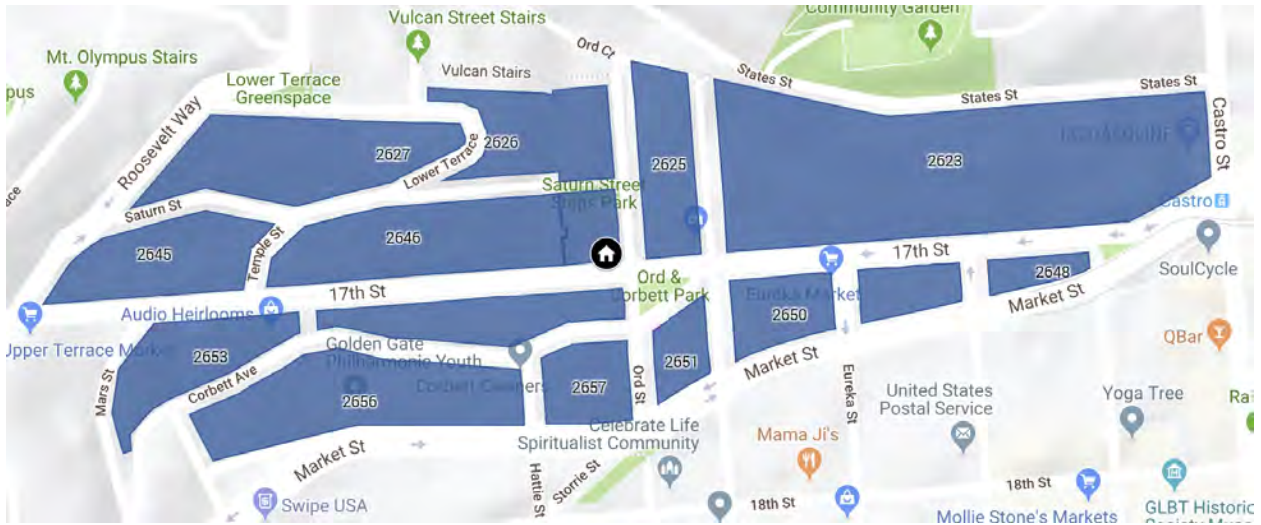 Vulcan Street Stairs
Community Garden
Mt. Olympus Stairs
Ord Ct
pus
Lower Terrace
Greenspace
Vulcan Stairs
States St
States St
States St
Roosevelt Way
Castro St
2627
2626
Lower Terrace
2625
2623
Saturn Street
Steps Park
Castro
Saturn St
2645
Temple St
2646
17th St
SoulCycle
Ord &
Corbett Park
2648
Market St
17th St
Audio Heirlooms
Eureka Market
2650
Upper Terrace Market
2653
Golden Gate
Philharmonic Youth
QBar
Mars St
Corbett Ave
Corbett Cleaners
2651
Market St
2656
2657
Ord St
Eureka St
United States
Postal Service
Yoga Tree
Ra
Celebrate Life
Spiritualist Community
Market St
Mama Ji's
Hattie St
Storrie St
Swipe USA
18th St
18th St
Mollie Stone's Markets
GLBT Historic